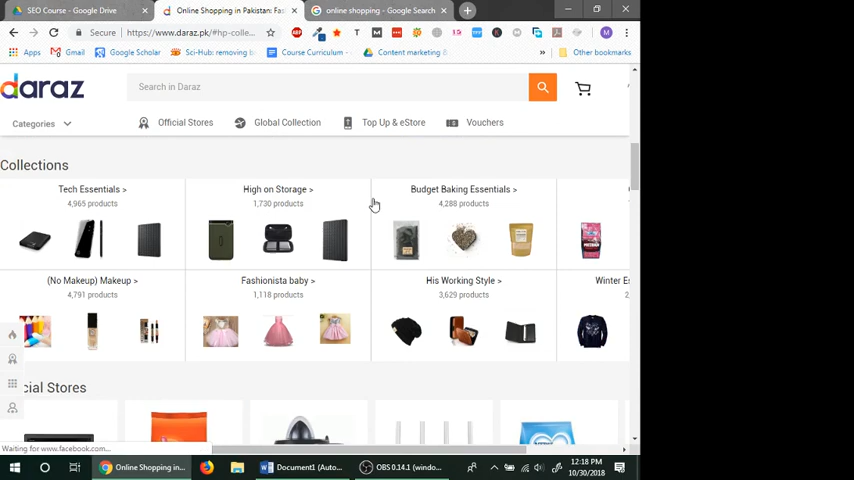 SEO Course - Google Drive
Online Shopping in Pakistan: Fas
online shopping - Google Search
Secure
https://www.daraz.pk/#hp-colle...
Apps
Gmail
Google Scholar
Sci-Hub: removing b
Course Curriculum -
Content marketing &
Other bookmarks
daraz
Search in Daraz
Categories
Official Stores
Global Collection
Top Up & eStore
Vouchers
Collections
Tech Essentials >
4,965 products
High on Storage >
1,730 products
Budget Baking Essentials >
4,288 products
(No Makeup) Makeup >
4,791 products
Fashionista baby >
1,118 products
His Working Style >
3,629 products
Winter E
cial Stores
Waiting for www.facebook.com...
Online Shopping in...
Document1 (Auto...
OBS 0.14.1 (windo...
12:18 PM
10/30/2018